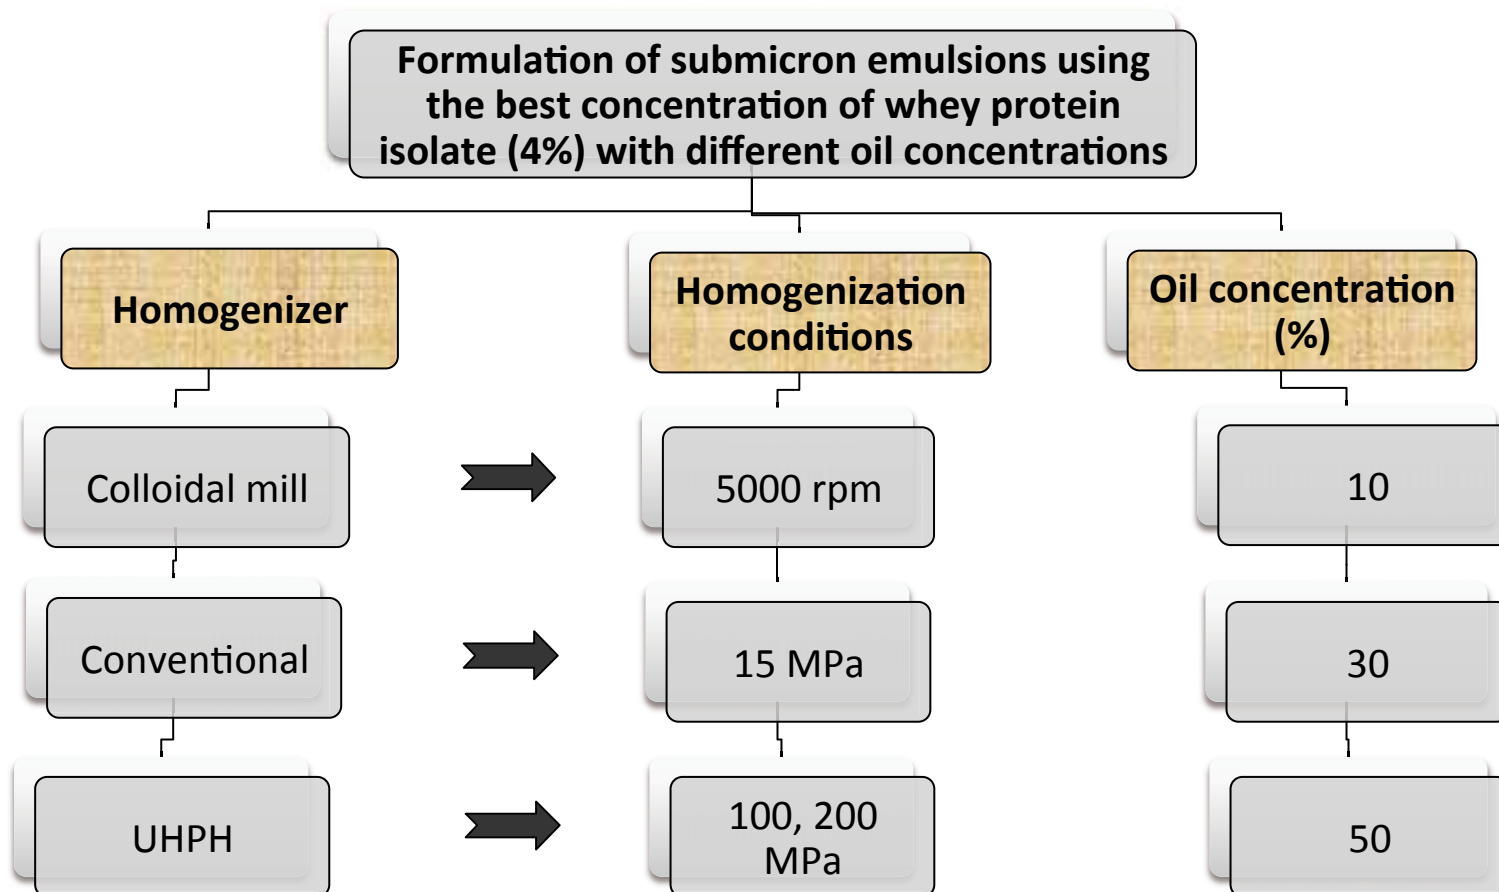 Formulation of submicron emulsions using
the best concentration of whey protein
isolate (4%) with different oil concentrations
Homogenizer
Homogenization
conditions
Oil concentration
(%)
Colloidal mill
5000 rpm
10
Conventional
15 MPa
30
UHPH
100, 200
MPa
50